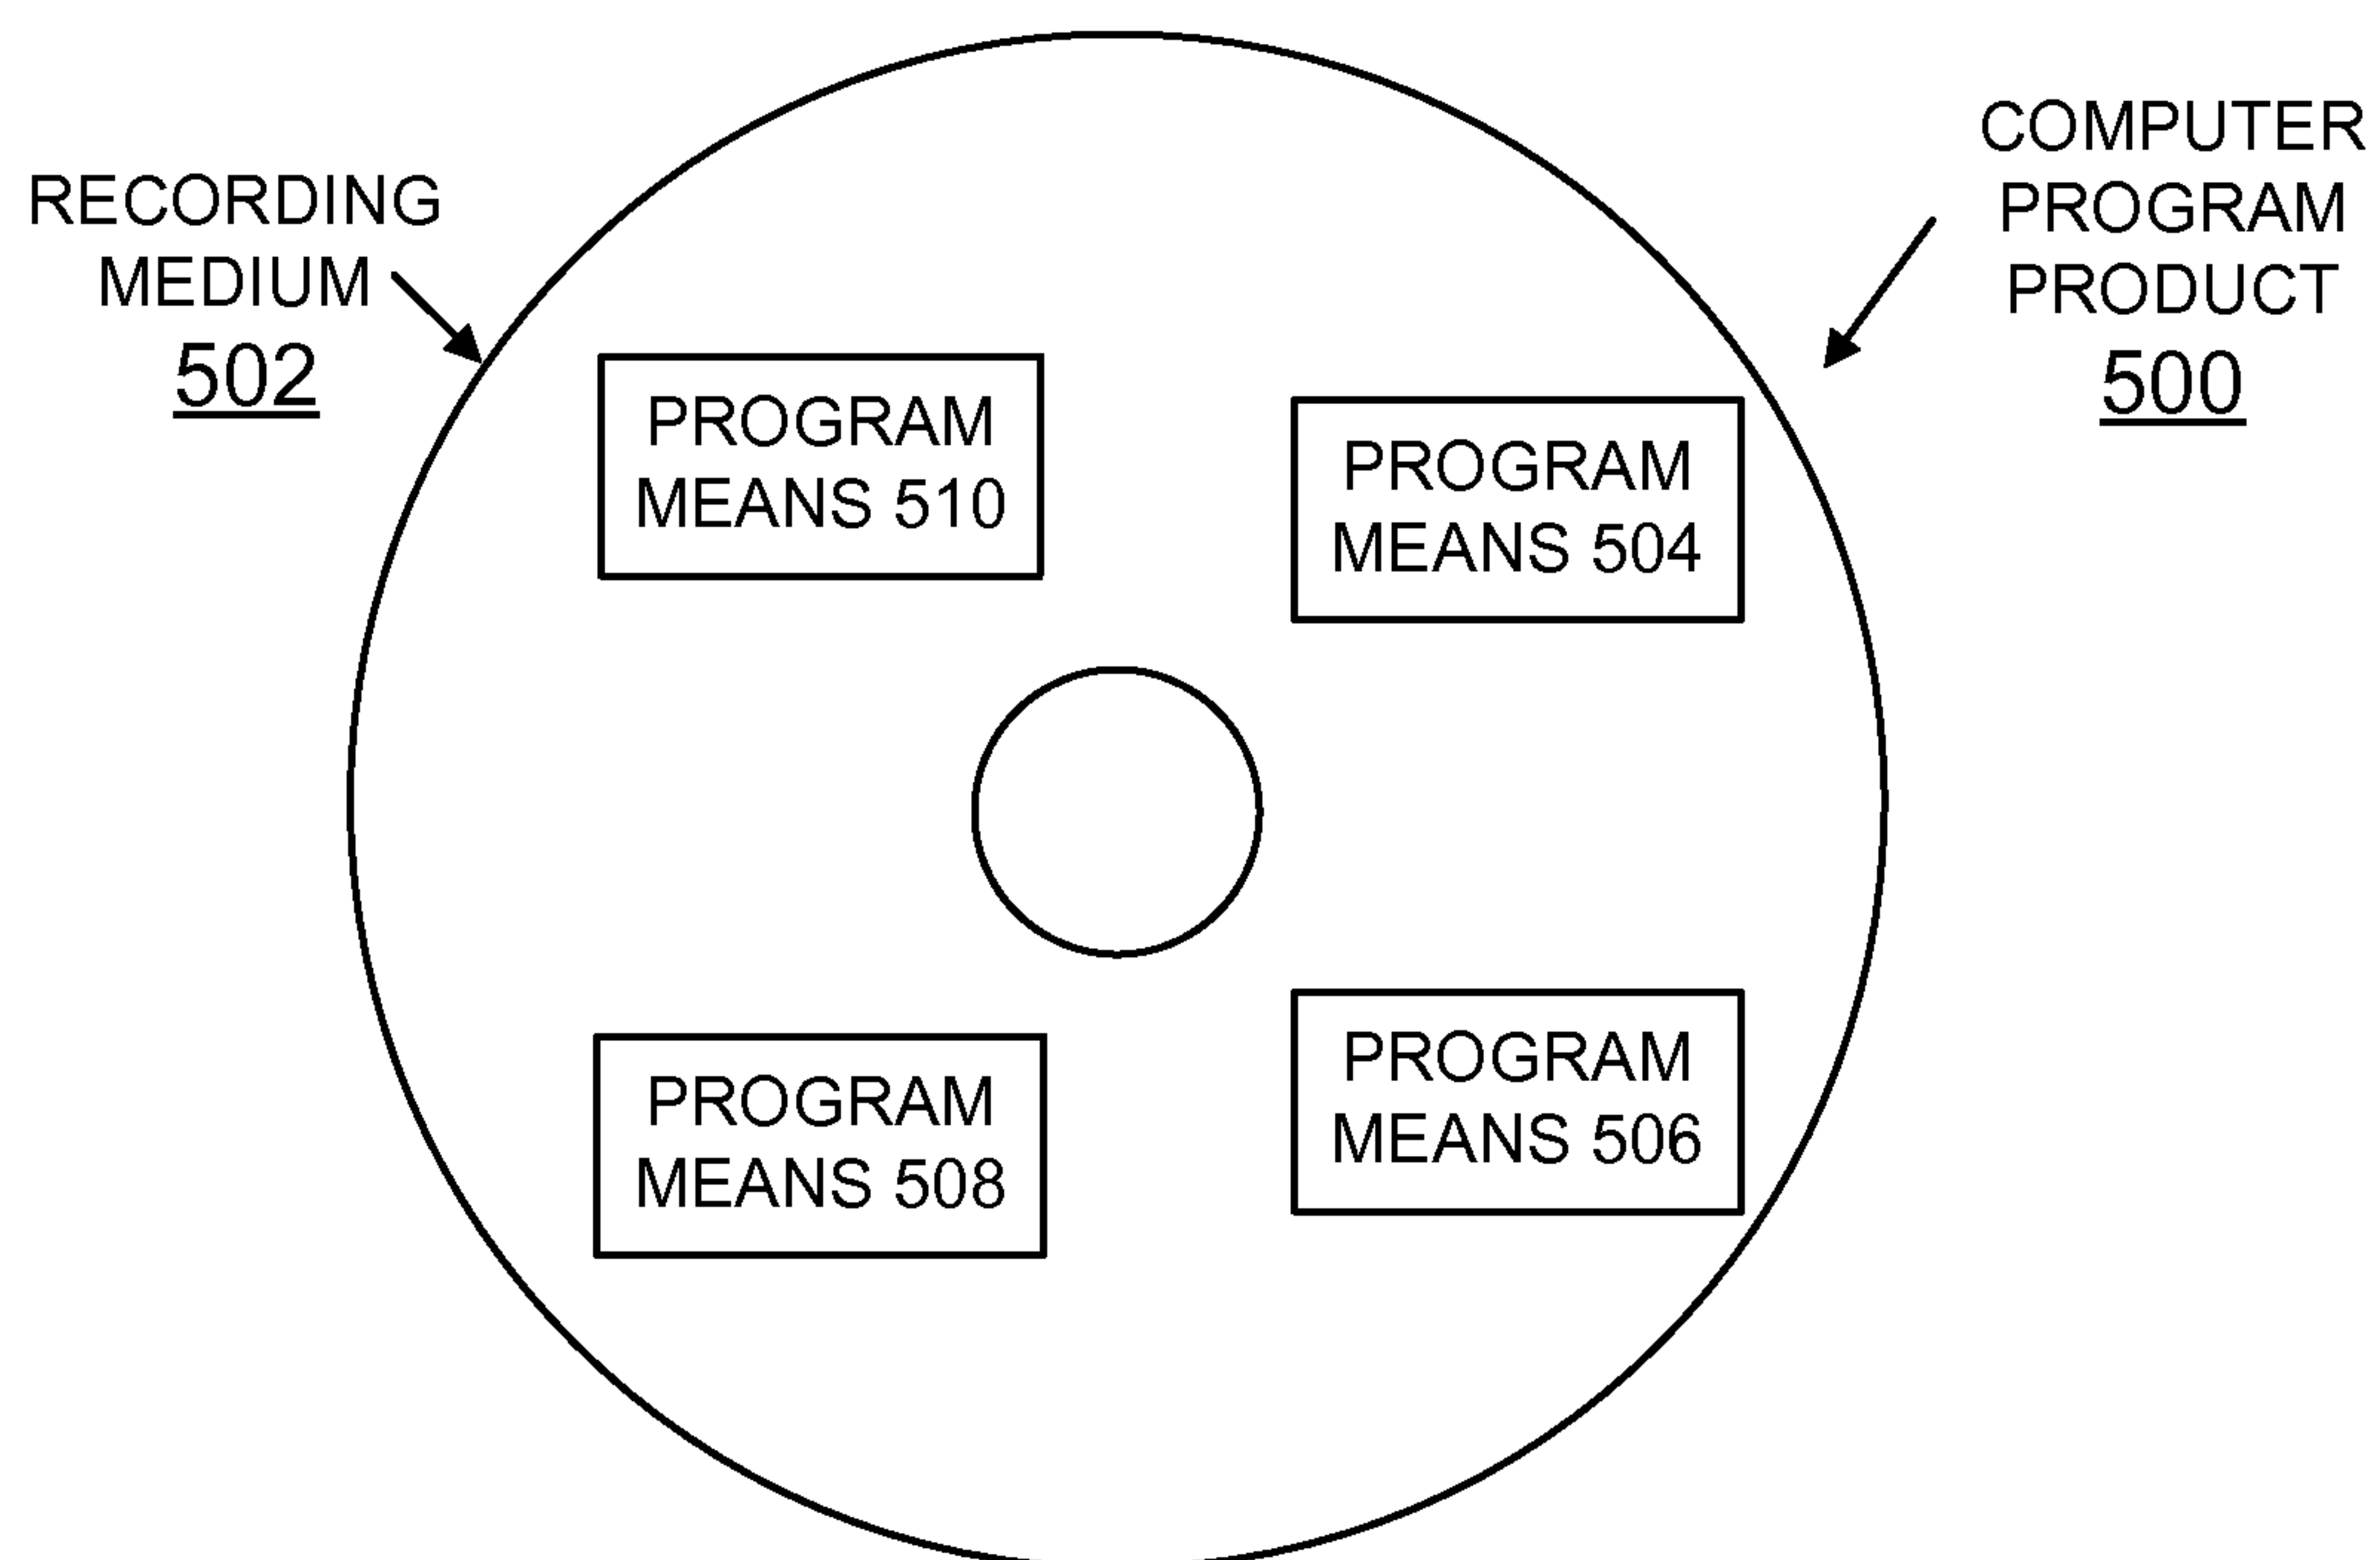 RECORDING
MEDIUM
502
COMPUTER
PROGRAM
PRODUCT
500
PROGRAM
MEANS 510
PROGRAM
MEANS 504
PROGRAM
MEANS 508
PROGRAM
MEANS 506